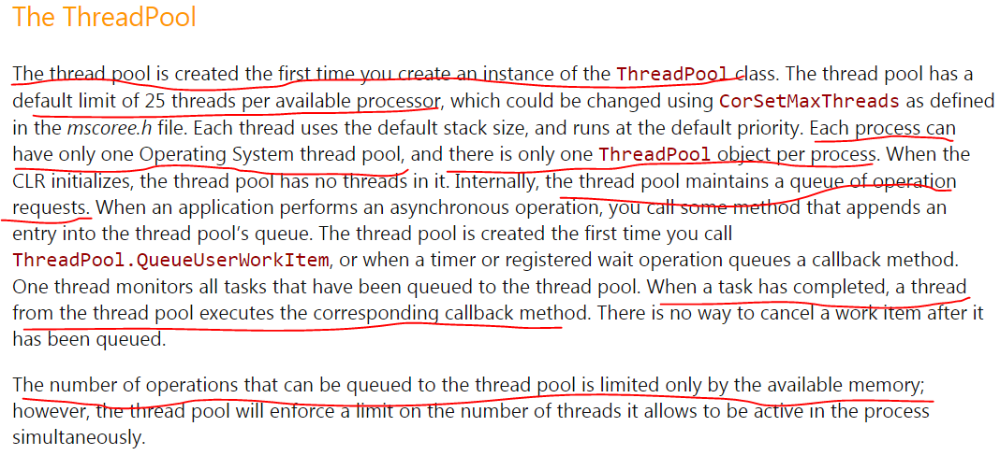 The ThreadPool
The thread pool is created the first time you create an instance of the ThreadPool class. The thread pool has a
default limit of 25 threads per available processor, which could be changed using CorSetMaxThreads as defined
in the mscoree.h file. Each thread uses the default stack size, and runs at the default priority. Each process can
have only one Operating System thread pool, and there is only one ThreadPool object per process. When the
CLR initializes, the thread pool has no threads in it. Internally, the thread pool maintains a queue of operation
requests. When an application performs an asynchronous operation, you call some method that appends an
entry into the thread pool’s queue. The thread pool is created the first time you call
ThreadPool.QueueUserWorkItem, or when a timer or registered wait operation queues a callback method.
One thread monitors all tasks that have been queued to the thread pool. When a task has completed, a thread
from the thread pool executes the corresponding callback method. There is no way to cancel a work item after it
has been queued.
The number of operations that can be queued to the thread pool is limited only by the available memory;
however, the thread pool will enforce a limit on the number of threads it allows to be active in the process
simultaneously.